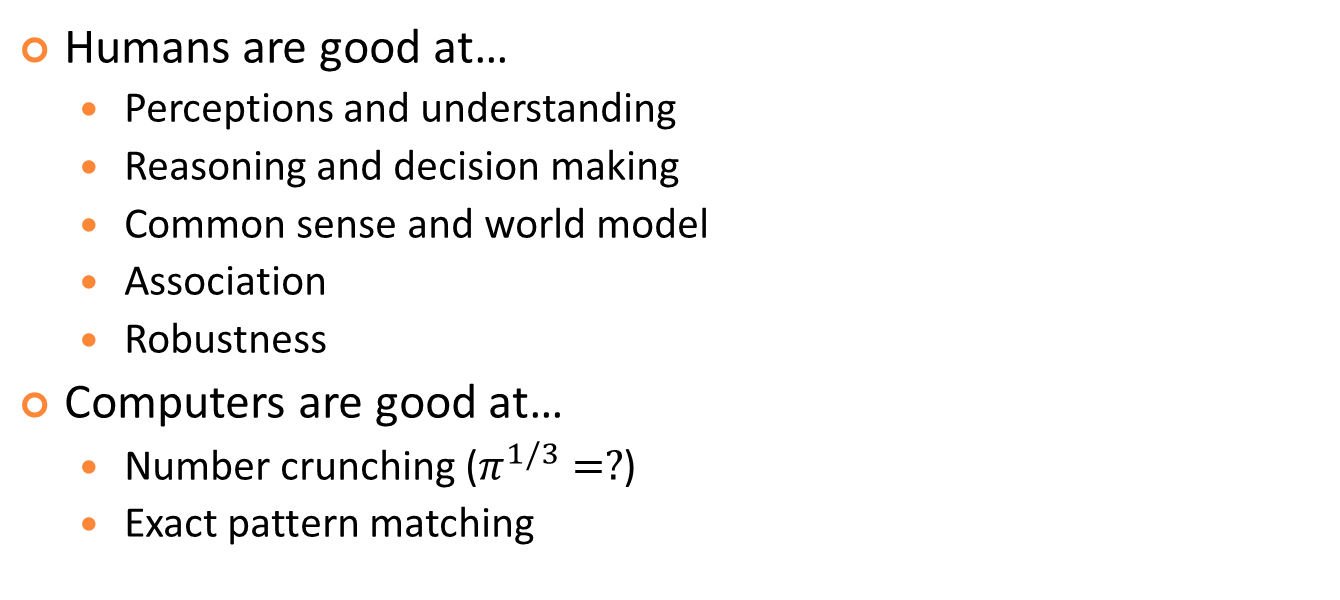 Humans are good at…
Perceptions and understanding
Reasoning and decision making
Common sense and world model
Association
Robustness
Computers are good at…
Number crunching (𝜋^1/3 =?)
Exact pattern matching